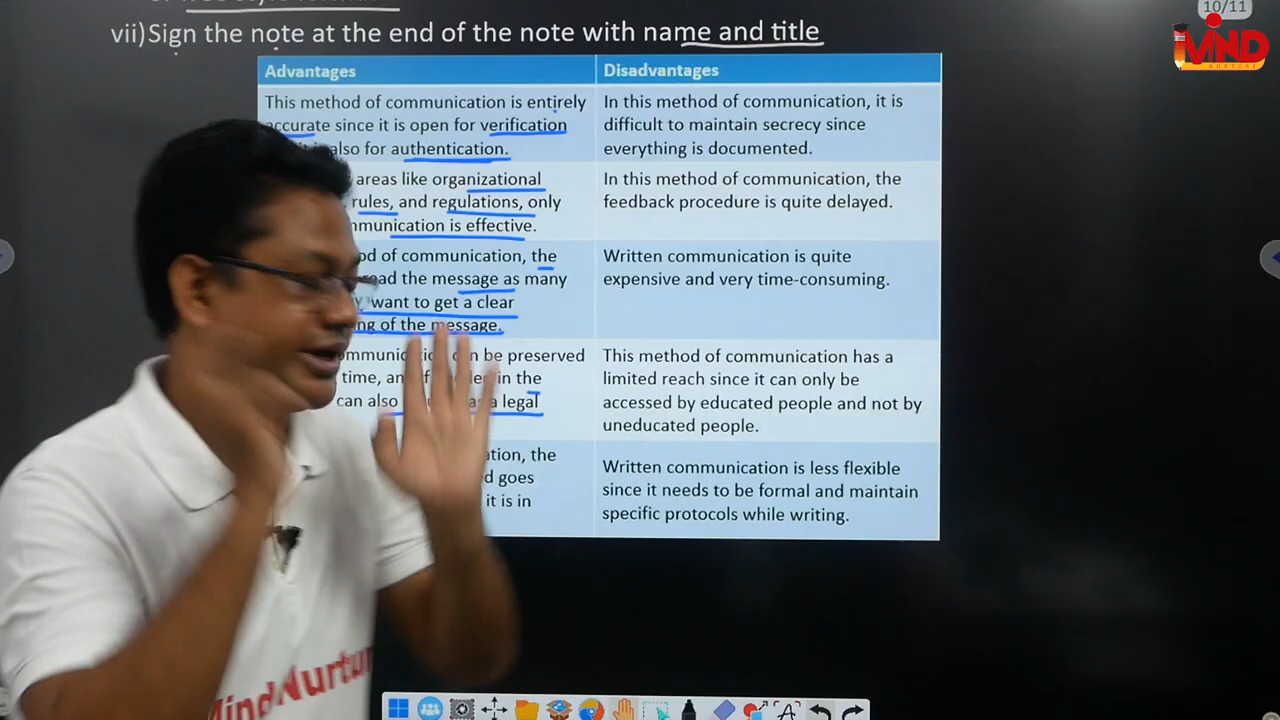 10/11
vii) Sign the note at the end of the note with name and title
MIND
NURTURE
Advantages
Disadvantages
This method of communication is entirely
accurate since it is open for verification
also for authentication.
In this method of communication, it is
difficult to maintain secrecy since
everything is documented.
areas like organizational
rules, and regulations, only
is effective.
In this method of communication, the
feedback procedure is quite delayed.
of communication, the
the message as many
want to get a clear
of the message.
Written communication is quite
expensive and very time-consuming.
can be preserved
time, in the
can also legal
This method of communication has a
limited reach since it can only be
accessed by educated people and not by
uneducated people.
the
goes
it is in
Written communication is less flexible
since it needs to be formal and maintain
specific protocols while writing.